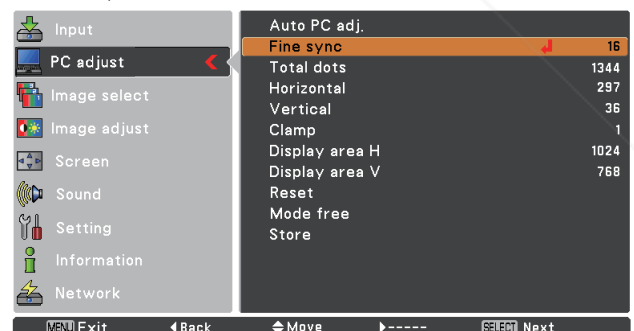 Input
PC adjust
Image select
Image adjust
Screen
Sound
Setting
Information
Network
Auto PC adj.
Fine sync 16
Total dots 1344
Horizontal 297
Vertical 36
Clamp 1
Display area H 1024
Display area V 768
Reset
Mode free
Store
MENU Exit ◀Back ◆Move ▶----- SELECT Next